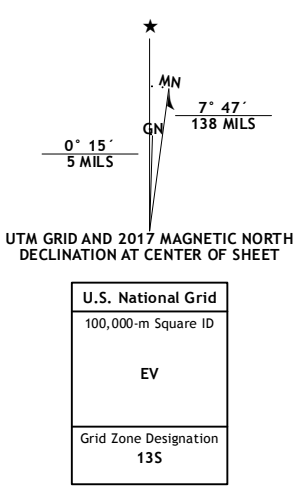 ★
MN
7° 47´
138 MILS
GN
0° 15´
5 MILS
UTM GRID AND 2017 MAGNETIC NORTH
DECLINATION AT CENTER OF SHEET
U.S. National Grid
100,000-m Square ID
EV
Grid Zone Designation
13S